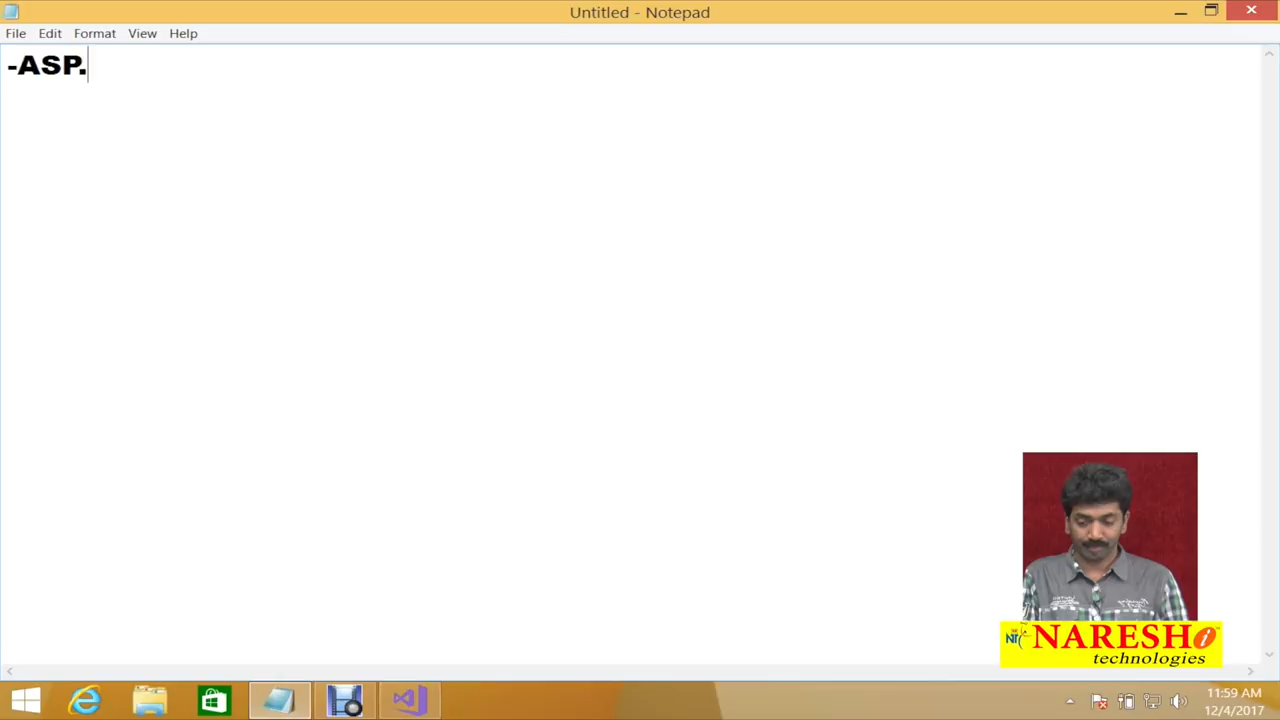 Untitled - Notepad
File Edit Format View Help
-ASP.
NARESH i
technologies
11:59 AM
12/4/2017